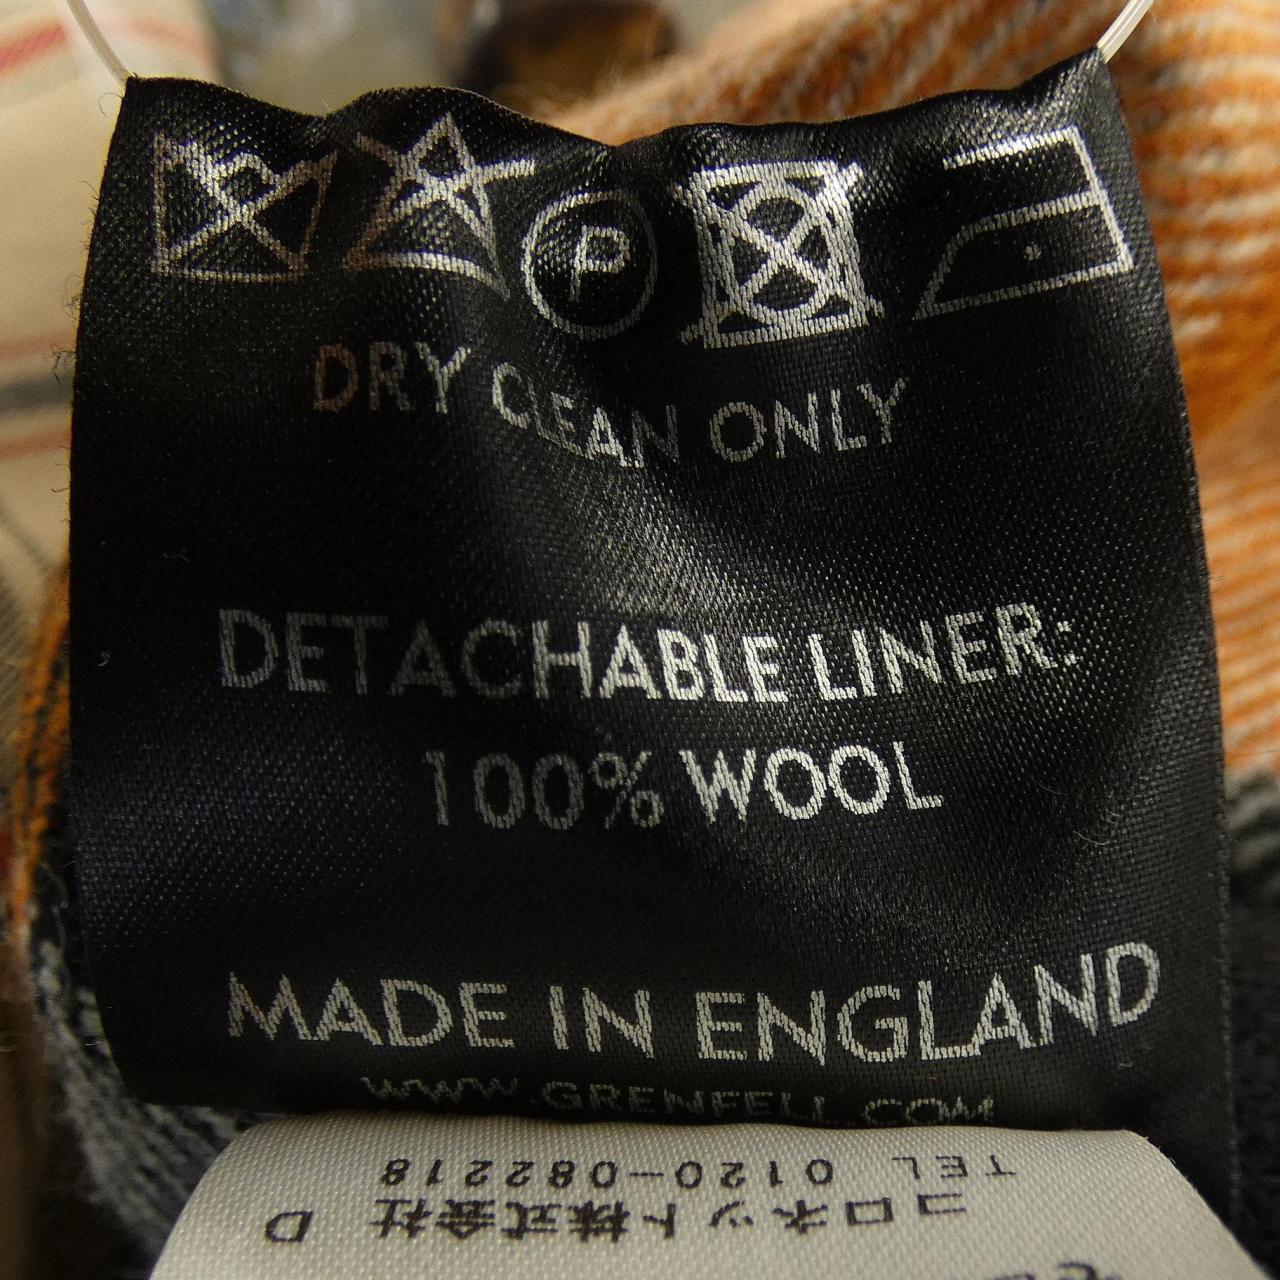 P
DRY CLEAN ONLY
DETACHABLE LINER:
100% WOOL
MADE IN ENGLAND
WWW.GRENFELL.COM
TEL 0120-082218
コロネット株式会社 D